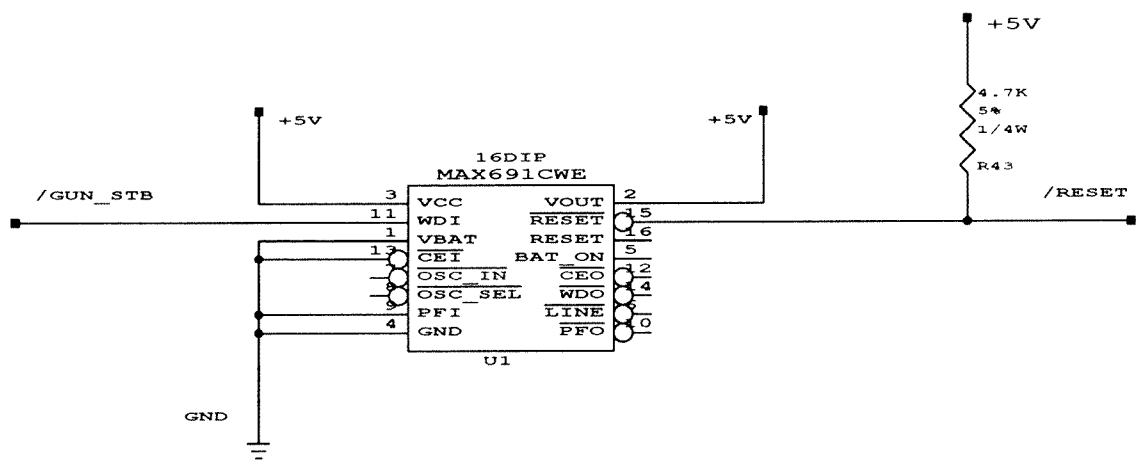 +5V
4.7K
5%
1/4W
R43
+5V
+5V
16DIP
MAX691CWE
/GUN_STB
/RESET
3 VCC VOUT 2
11 WDI RESET 15
1 VBAT RESET 16
13 CEI BAT_ON 5
OSC_IN CEO 12
8 OSC_SEL WDO 14
9 PFI LINE 6
4 GND PFO 10
U1
GND